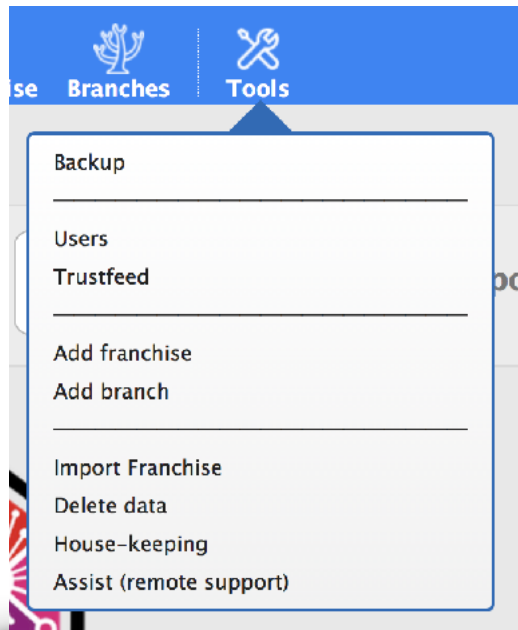 ise Branches Tools
Backup
Users
Trustfeed
po
Add franchise
Add branch
Import Franchise
Delete data
House-keeping
Assist (remote support)